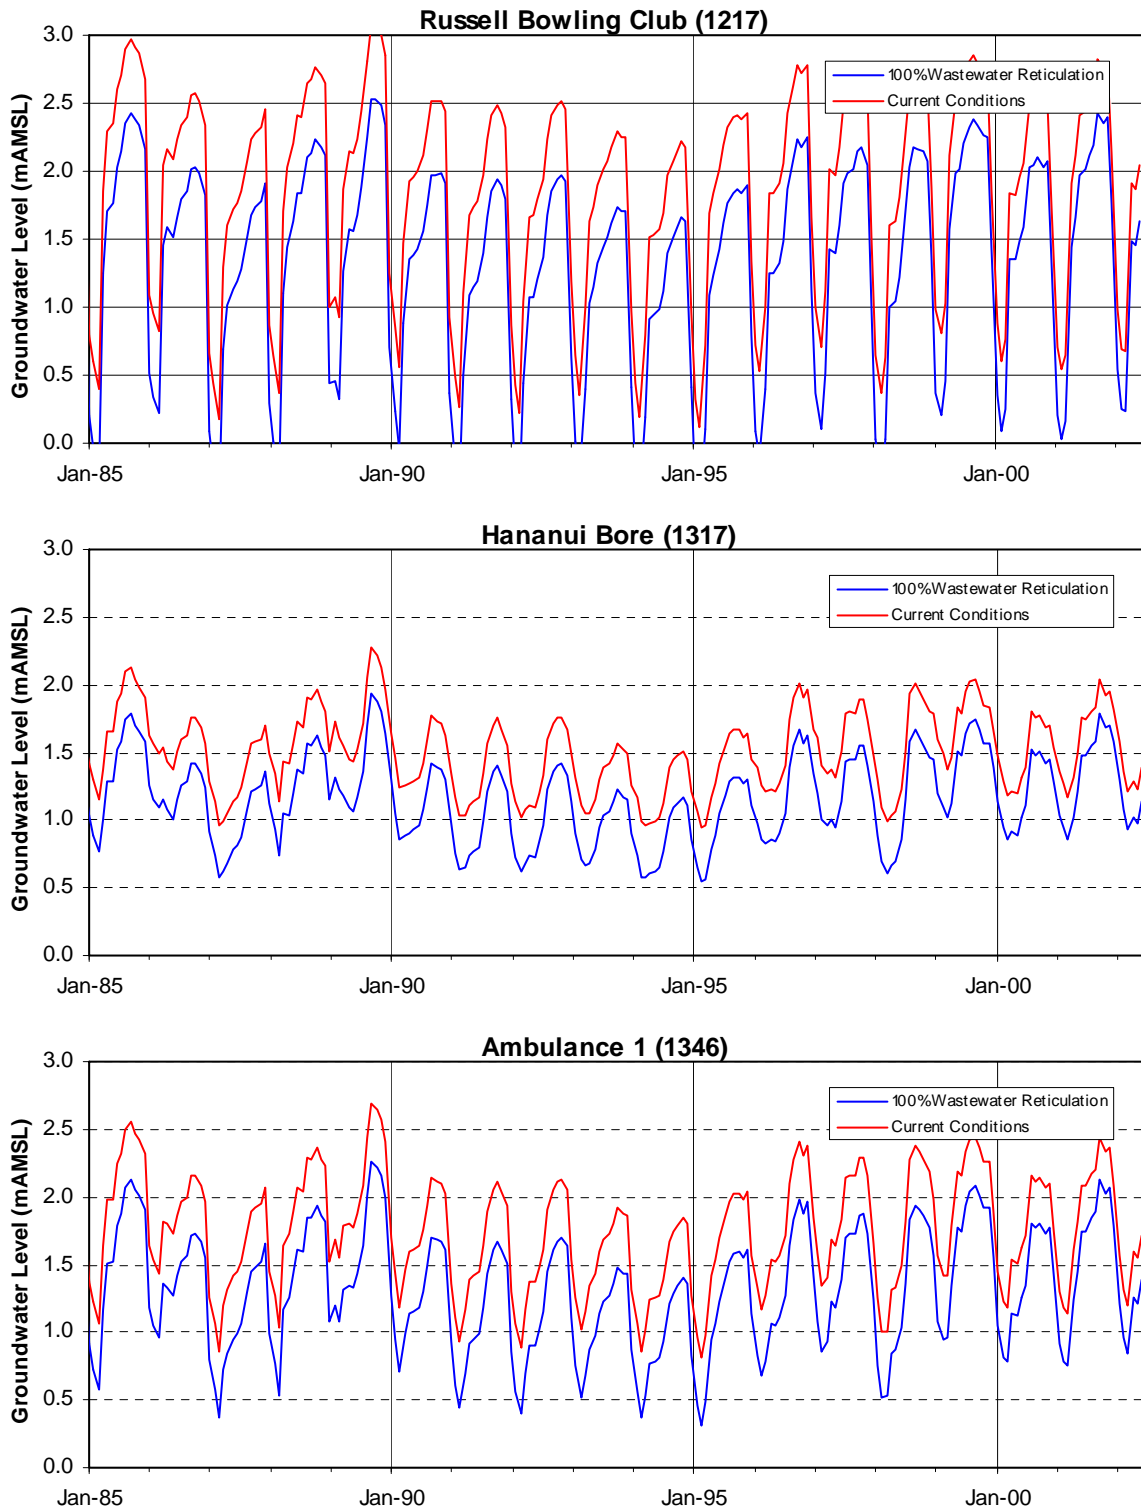 Russell Bowling Club (1217)
Groundwater Level (mAMSL)
3.0
2.5
2.0
1.5
1.0
0.5
0.0
100%Wastewater Reticulation
Current Conditions
Jan-85 Jan-90 Jan-95 Jan-00
Hananui Bore (1317)
Groundwater Level (mAMSL)
3.0
2.5
2.0
1.5
1.0
0.5
0.0
100%Wastewater Reticulation
Current Conditions
Jan-85 Jan-90 Jan-95 Jan-00
Ambulance 1 (1346)
Groundwater Level (mAMSL)
3.0
2.5
2.0
1.5
1.0
0.5
0.0
100%Wastewater Reticulation
Current Conditions
Jan-85 Jan-90 Jan-95 Jan-00